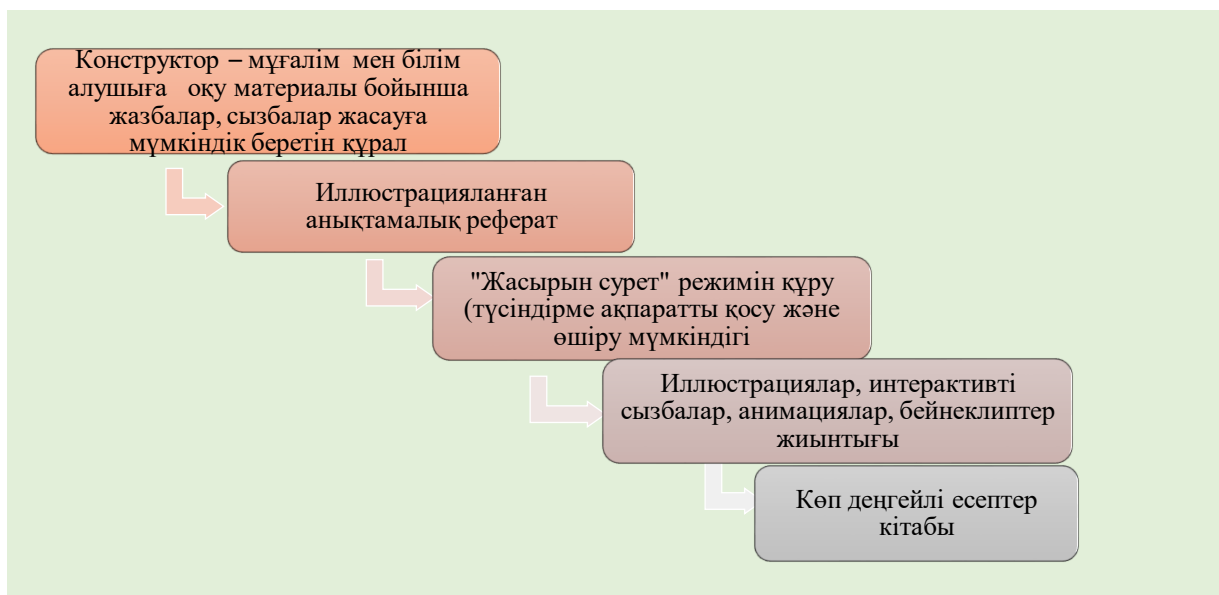 Конструктор – мұғалім мен білім
алушыға оқу материалы бойынша
жазбалар, сызбалар жасауға
мүмкіндік беретін құрал
Иллюстрацияланған
анықтамалық реферат
"Жасырын сурет" режимін құру
(түсіндірме ақпаратты қосу және
өшіру мүмкіндігі
Иллюстрациялар, интерактивті
сызбалар, анимациялар, бейнеклиптер
жиынтығы
Көп деңгейлі есептер
кітабы